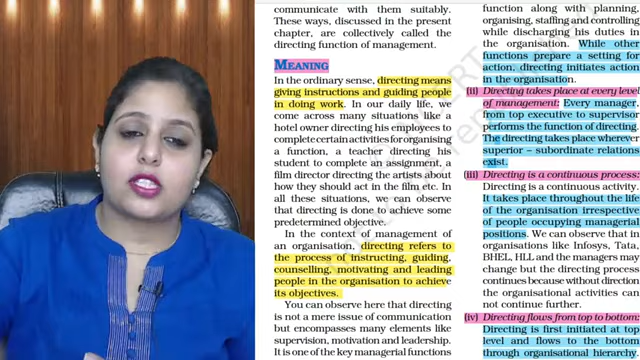 communicate with them suitably.
These ways, discussed in the present
chapter, are collectively called the
directing function of management.
MEANING
In the ordinary sense, directing means
giving instructions and guiding people
in doing work. In our daily life, we
come across many situations like a
hotel owner directing his employees to
complete certain activities for organising
a function, a teacher directing his
student to complete an assignment, a
film director directing the artists about
how they should act in the film etc. In
all these situations, we can observe
that directing is done to achieve some
predetermined objective.
In the context of management of
an organisation, directing refers to
the process of instructing, guiding,
counselling, motivating and leading
people in the organisation to achieve
its objectives.
You can observe here that directing
is not a mere issue of communication
but encompasses many elements like
supervision, motivation and leadership.
It is one of the key managerial functions
function along with planning,
organising, staffing and controlling
while discharging his duties in
the organisation. While other
functions prepare a setting for
action, directing initiates action
in the organisation.
(ii) Directing takes place at every level
of management: Every manager,
from top executive to supervisor
performs the function of directing.
The directing takes place wherever
superior – subordinate relations
exist.
(iii) Directing is a continuous process:
Directing is a continuous activity.
It takes place throughout the life
of the organisation irrespective
of people occupying managerial
positions. We can observe that in
organisations like Infosys, Tata,
BHEL, HLL and the managers may
change but the directing process
continues because without direction
the organisational activities can
not continue further.
(iv) Directing flows from top to bottom:
Directing is first initiated at top
level and flows to the bottom
through organisational hierarchy.